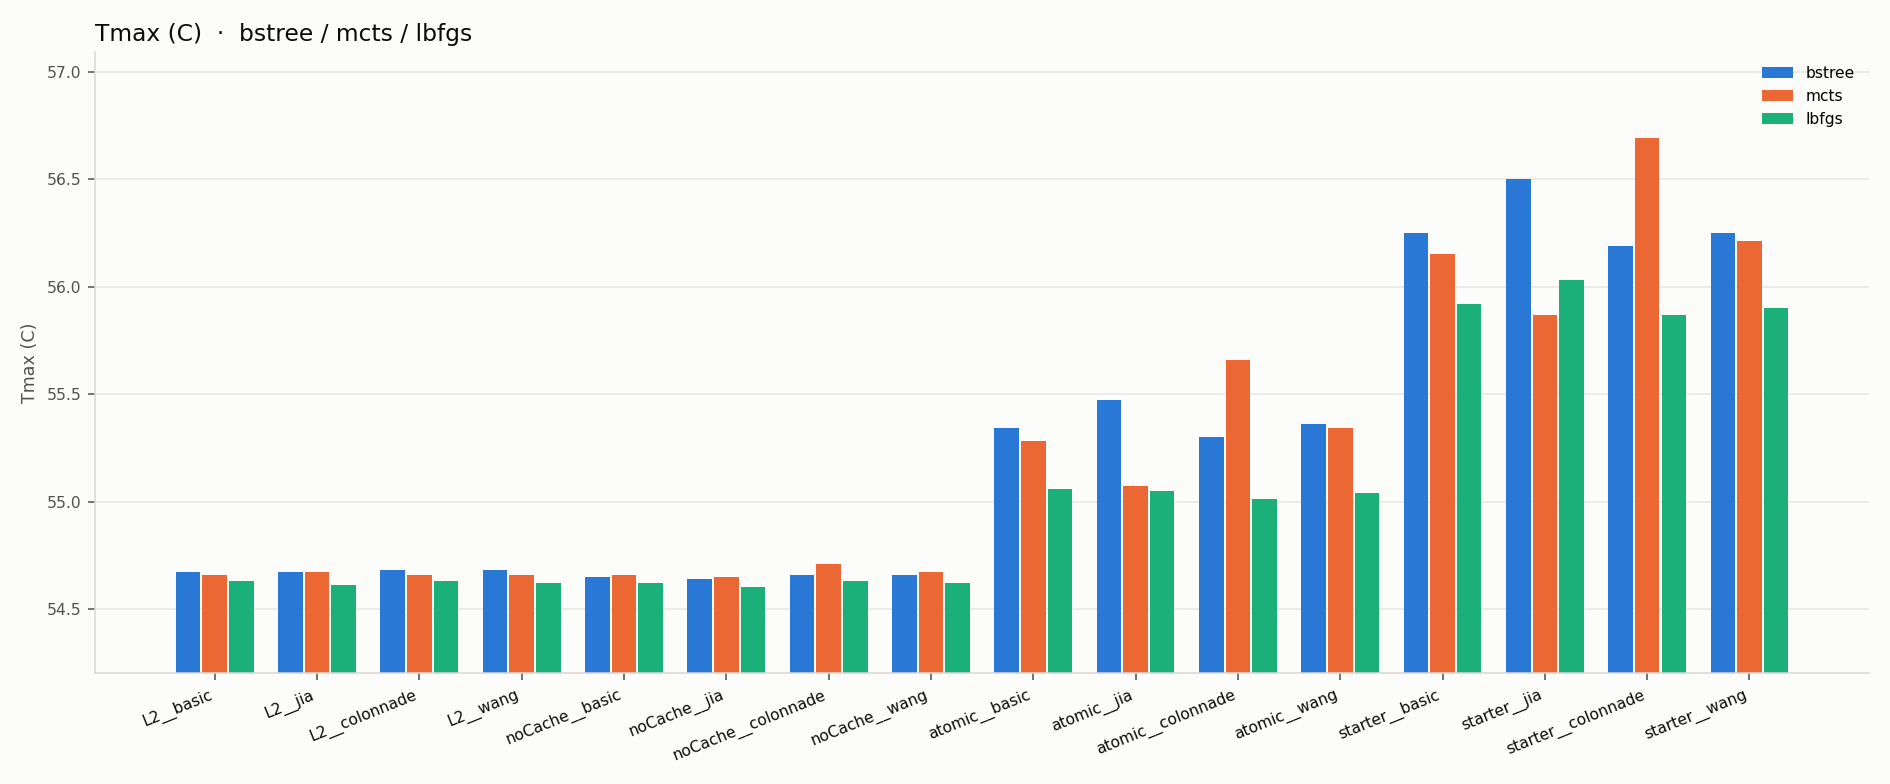 Tmax (C)  ·  bstree / mcts / lbfgs
57.0
56.5
56.0
55.5
55.0
54.5
Tmax (C)
bstree
mcts
lbfgs
L2__basic
L2__jia
L2__colonnade
L2__wang
noCache__basic
noCache__jia
noCache__colonnade
noCache__wang
atomic__basic
atomic__jia
atomic__colonnade
atomic__wang
starter__basic
starter__jia
starter__colonnade
starter__wang